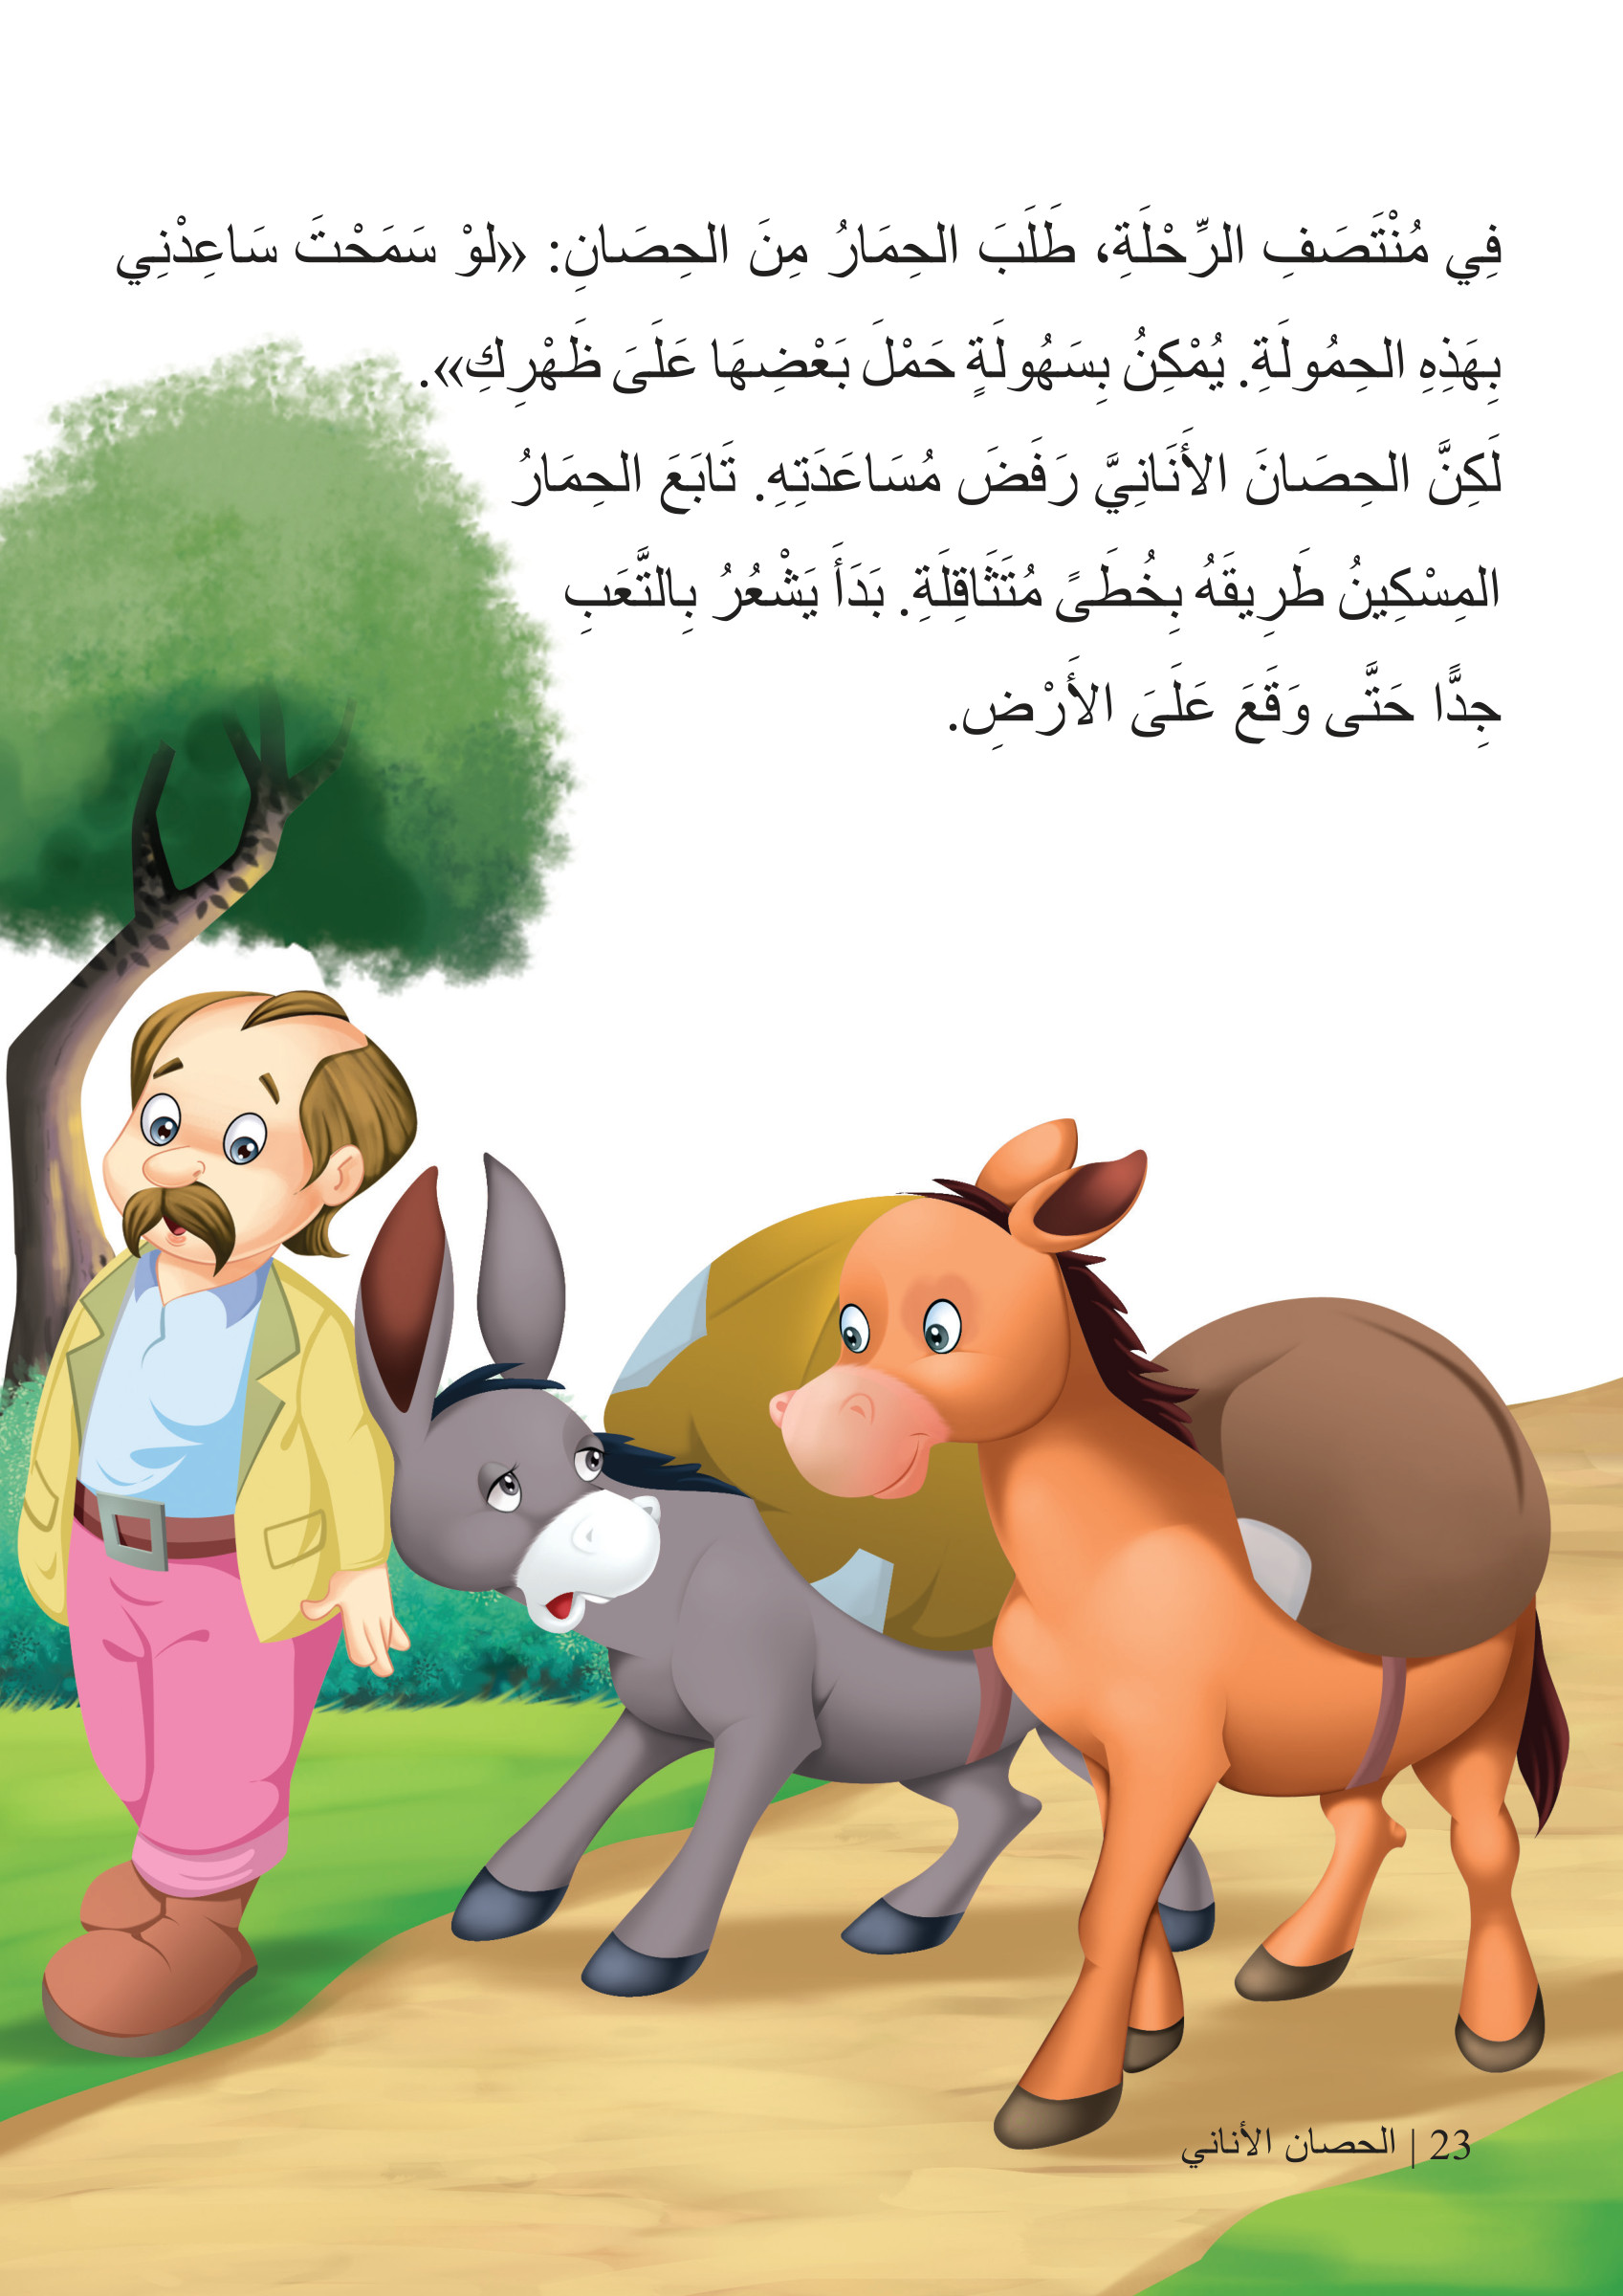 فِي مُنْتَصَفِ الرِّحْلَةِ، طَلَبَ الحِمَارُ مِنَ الحِصَانِ: «لوْ سَمَحْتَ سَاعِدْنِي
بِهَذِهِ الحِمُولَةِ. يُمْكِنُ بِسَهُولَةٍ حَمْلَ بَعْضِهَا عَلَىَ ظَهْرِكِ».
لَكِنَّ الحِصَانَ الأَنَانِيَّ رَفَضَ مُسَاعَدَتِهِ. تَابَعَ الحِمَارُ
المِسْكِينُ طَرِيقَهُ بِخُطَىً مُتَثَاقِلَةِ. بَدَأَ يَشْعُرُ بِالتَّعَبِ
جِدًّا حَتَّى وَقَعَ عَلَىَ الأَرْضِ.
23 | الحصان الأناني